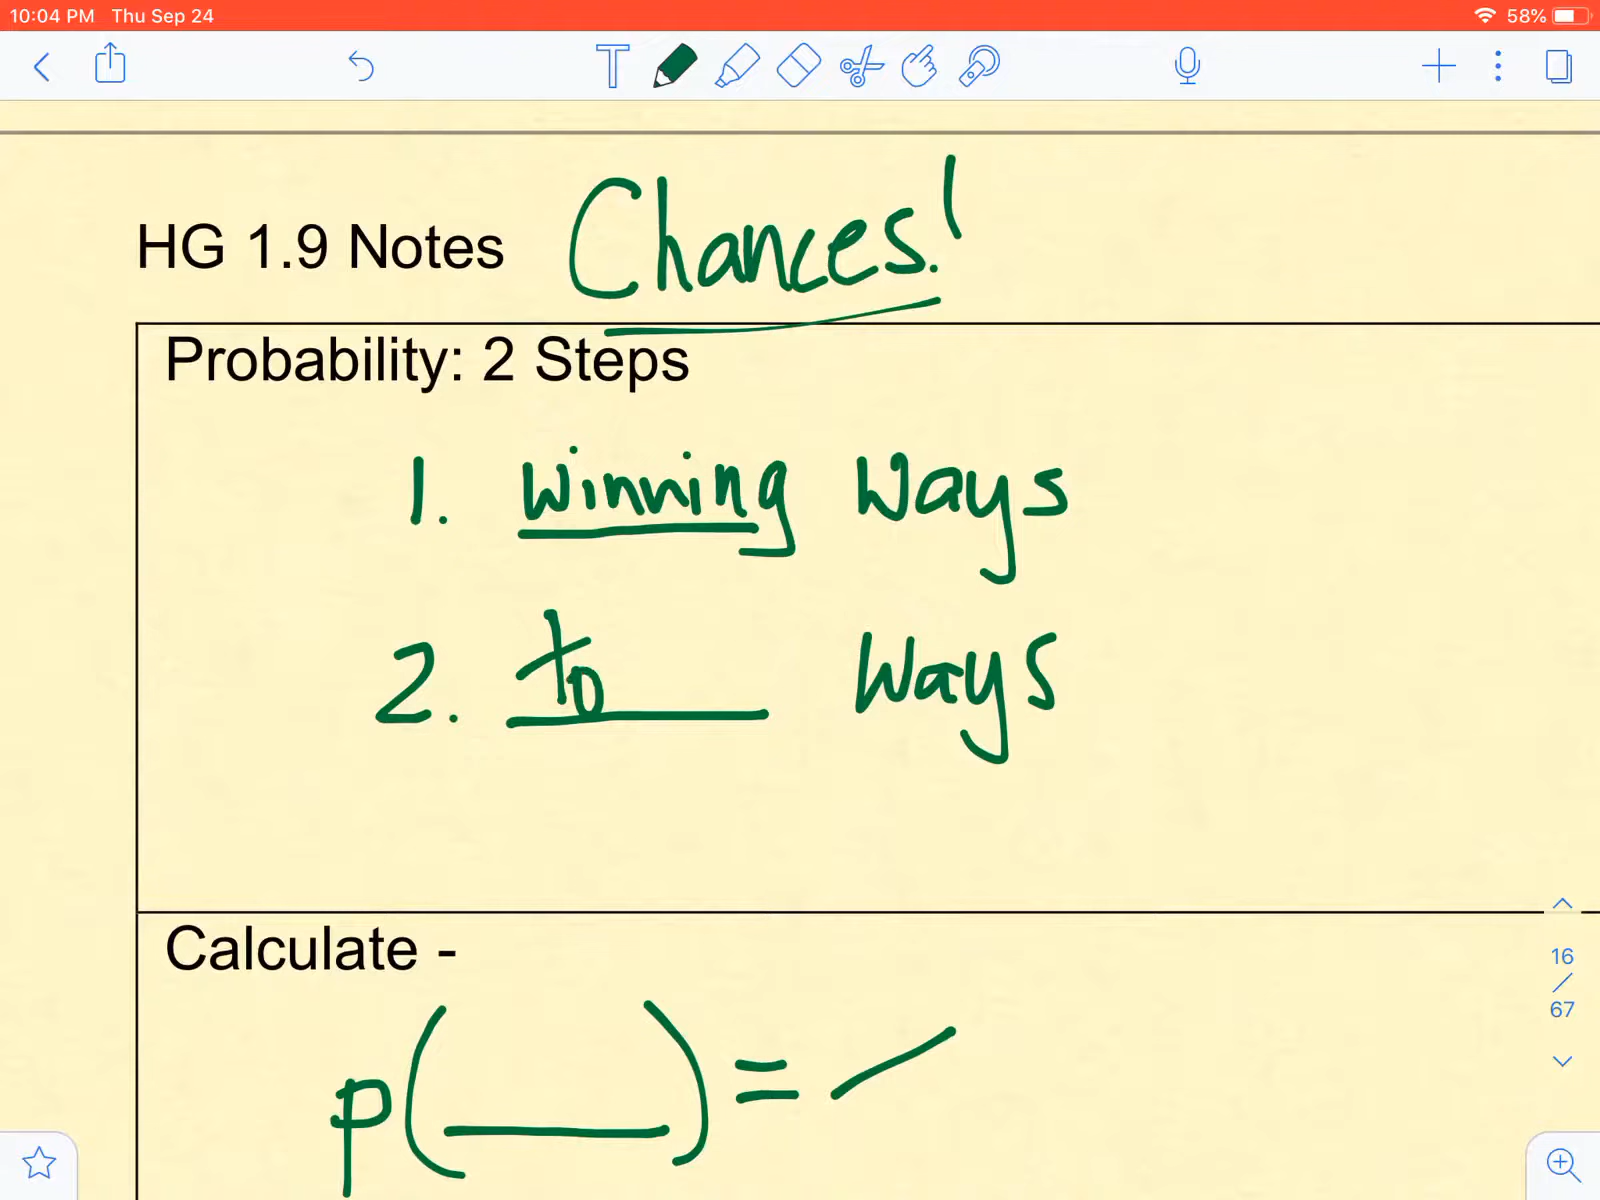 10:04 PM Thu Sep 24 58%
T
HG 1.9 Notes Chances!
Probability: 2 Steps
1. Winning Ways
2. to Ways
Calculate -
16
/
67
p( ) =